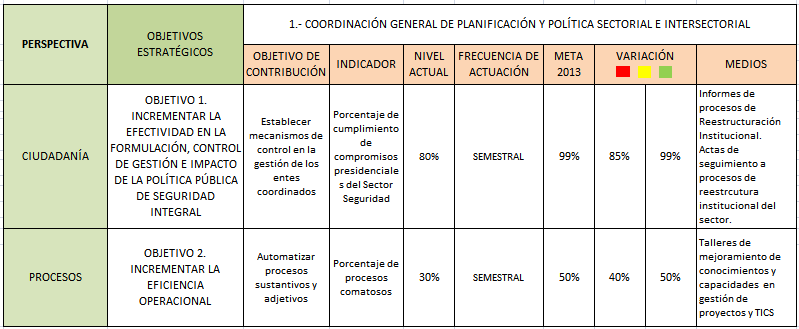 PERSPECTIVA
OBJETIVOS
ESTRATÉGICOS
1.- COORDINACIÓN GENERAL DE PLANIFICACIÓN Y POLÍTICA SECTORIAL E INTERSECTORIAL
OBJETIVO DE
CONTRIBUCIÓN
INDICADOR
NIVEL
ACTUAL
FRECUENCIA DE
ACTUACIÓN
META
2013
VARIACIÓN
MEDIOS
CIUDADANÍA
OBJETIVO 1.
INCREMENTAR LA
EFECTIVIDAD EN LA
FORMULACIÓN, CONTROL
DE GESTIÓN E IMPACTO
DE LA POLÍTICA PÚBLICA
DE SEGURIDAD
INTEGRAL
Establecer
mecanismos de
control en la
gestión de los
entes
coordinados
Porcentaje de
cumplimiento
de
compromisos
presidenciale
s del Sector
Seguridad
80%
SEMESTRAL
99%
85%
99%
Informes de
procesos de
Reestructuración
Institucional.
Actas de
seguimiento a
procesos de
reestrcutura
institucional del
sector.
PROCESOS
OBJETIVO 2.
INCREMENTAR LA
EFICIENCIA
OPERACIONAL
Automatizar
procesos
sustantivos y
adjetivos
Porcentaje de
procesos
comatosos
30%
SEMESTRAL
50%
40%
50%
Talleres de
mejoramiento de
conocimientos y
capacidades en
gestión de
proyectos y TICS